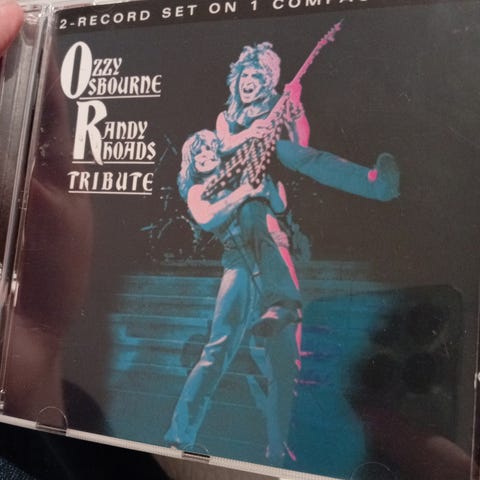 2-RECORD SET ON 1
OZZY
OSBOURNE
RANDY
RHOADS
TRIBUTE